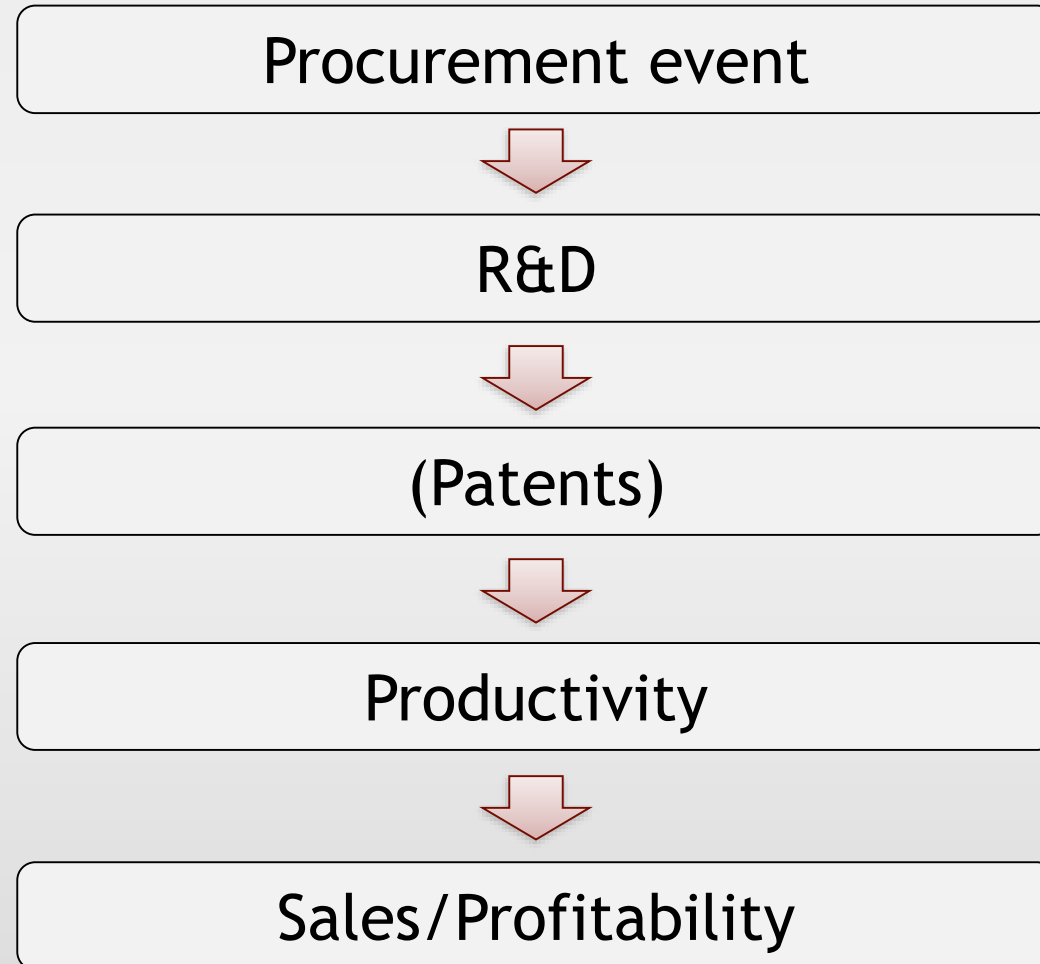 Procurement event
R&D
(Patents)
Productivity
Sales/Profitability